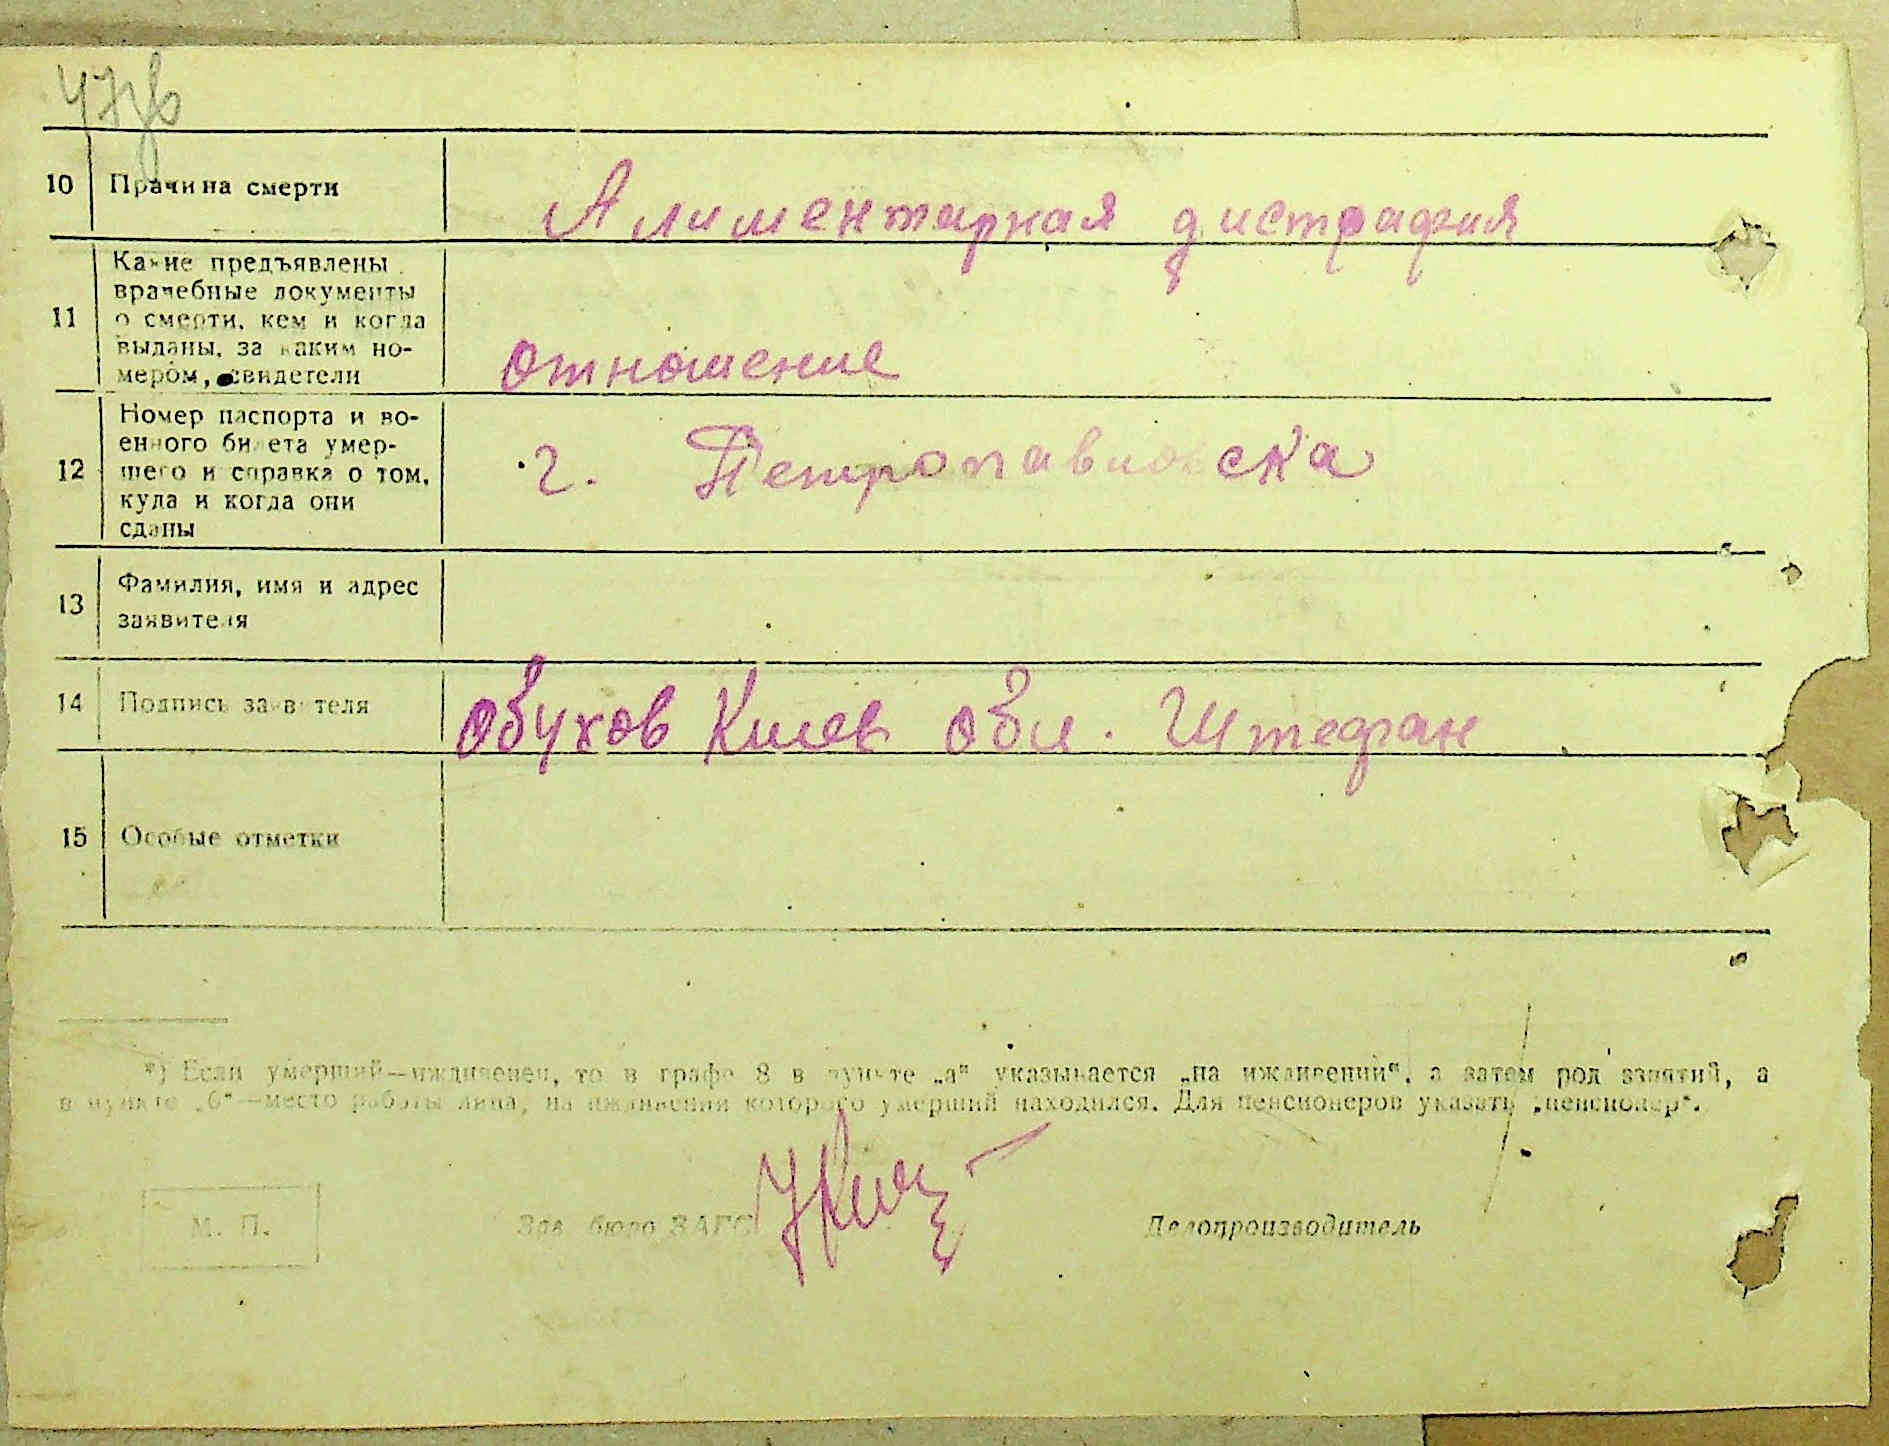 10 Причина смерти Алиментарная дистрафия
11 Какие предъявлены
врачебные документы
о смерти, кем и когда
выданы, за каким но-
мером, свидетели отношение
12 Номер паспорта и во-
енного билета умер-
шего и справка о том,
куда и когда они
сданы г. Петропавловска
13 Фамилия, имя и адрес
заявителя
14 Подпись заявителя Обухов Киев обл. Штефан
15 Особые отметки
*) Если умерший—иждивенец, то в графе 8 в пункте „а" указывается „на иждивении", а затем род занятий, а
в пункте „б"—место работы лица, на иждивении которого умерший находился. Для пенсионеров указать „пенсионер".
М. П. Зав. бюро ЗАГС Делопроизводитель